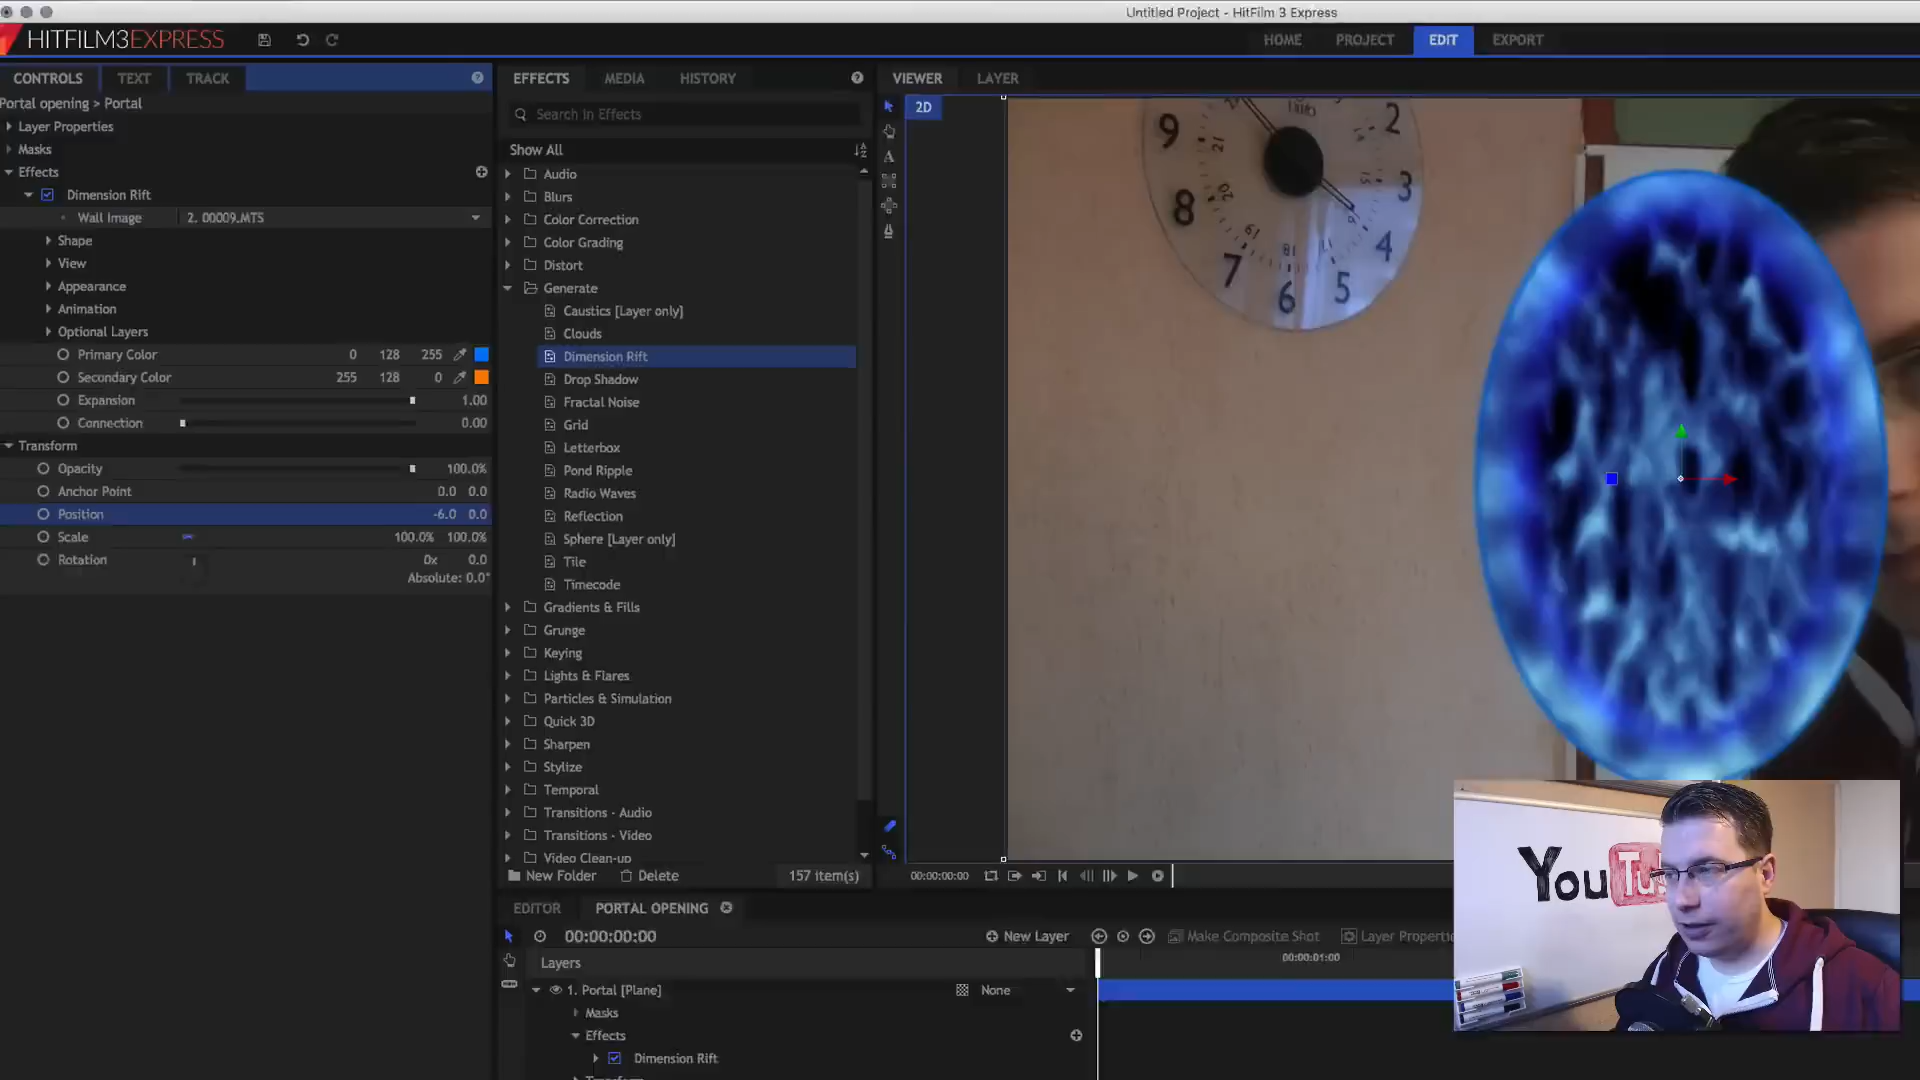 Untitled Project - HitFilm 3 Express
HITFILM3EXPRESS
HOME PROJECT EDIT EXPORT
CONTROLS TEXT TRACK
Portal opening > Portal
Layer Properties
Masks
Effects
Dimension Rift
Wall Image 2. 00009.MTS
Shape
View
Appearance
Animation
Optional Layers
Primary Color 0 128 255
Secondary Color 255 128 0
Expansion 1.00
Connection 0.00
Transform
Opacity 100.0%
Anchor Point 0.0 0.0
Position -6.0 0.0
Scale 100.0% 100.0%
Rotation 0x 0.0
Absolute: 0.0°
EFFECTS MEDIA HISTORY
Search In Effects
Show All
Audio
Blurs
Color Correction
Color Grading
Distort
Generate
Caustics [Layer only]
Clouds
Dimension Rift
Drop Shadow
Fractal Noise
Grid
Letterbox
Pond Ripple
Radio Waves
Reflection
Sphere [Layer only]
Tile
Timecode
Gradients & Fills
Grunge
Keying
Lights & Flares
Particles & Simulation
Quick 3D
Sharpen
Stylize
Temporal
Transitions - Audio
Transitions - Video
Video Clean-up
New Folder Delete 157 item(s)
VIEWER LAYER
2D
9 2
21 15
8 20 3
19 18 17
7 6 5 4
00:00:00:00
EDITOR PORTAL OPENING
00:00:00:00 New Layer Make Composite Shot Layer Properti
Layers 00:00:01:00
1. Portal [Plane] None
Masks
Effects
Dimension Rift
YouTu